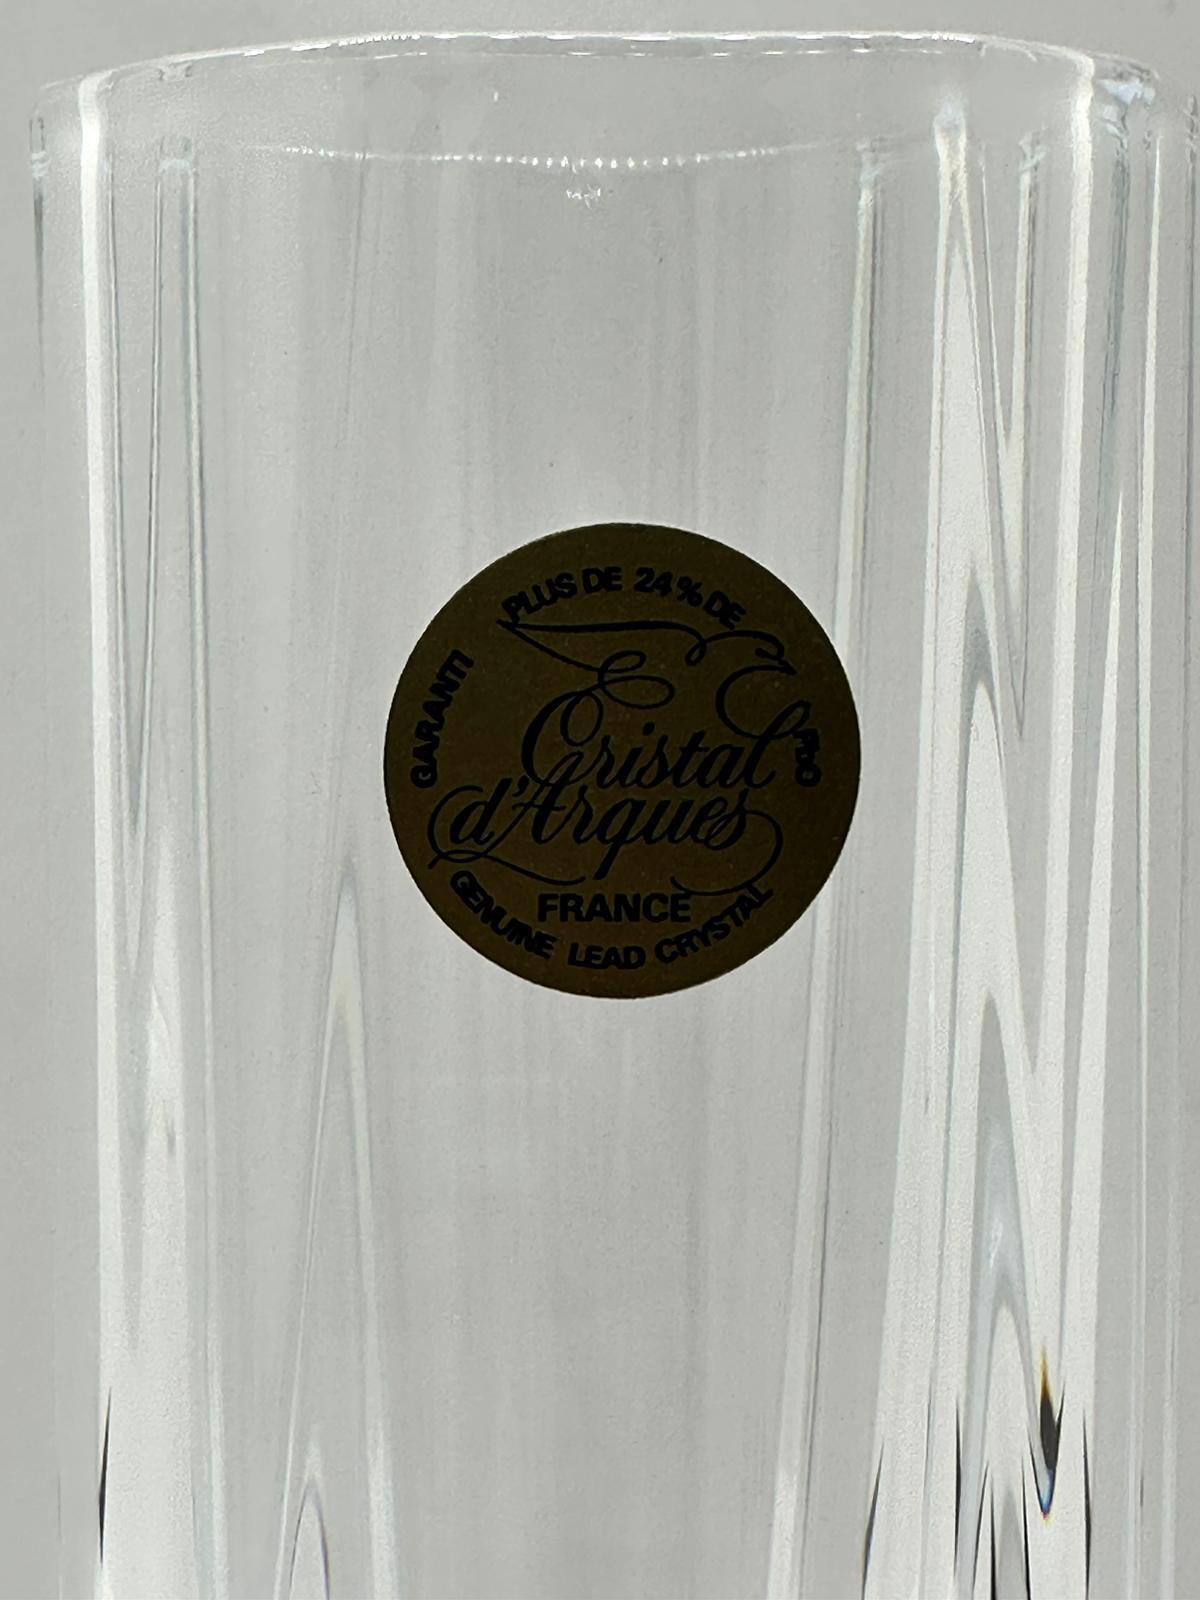 GARANTI PLUS DE 24% DE PbO
Cristal
d'Arques
FRANCE
GENUINE LEAD CRYSTAL